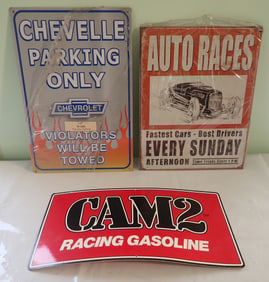 CHEVELLE
PARKING
ONLY
CHEVROLET
VIOLATORS
WILL BE
TOWED
AUTO RACES
Fastest Cars - Best Drivers
EVERY SUNDAY
AFTERNOON
CAM2
RACING GASOLINE